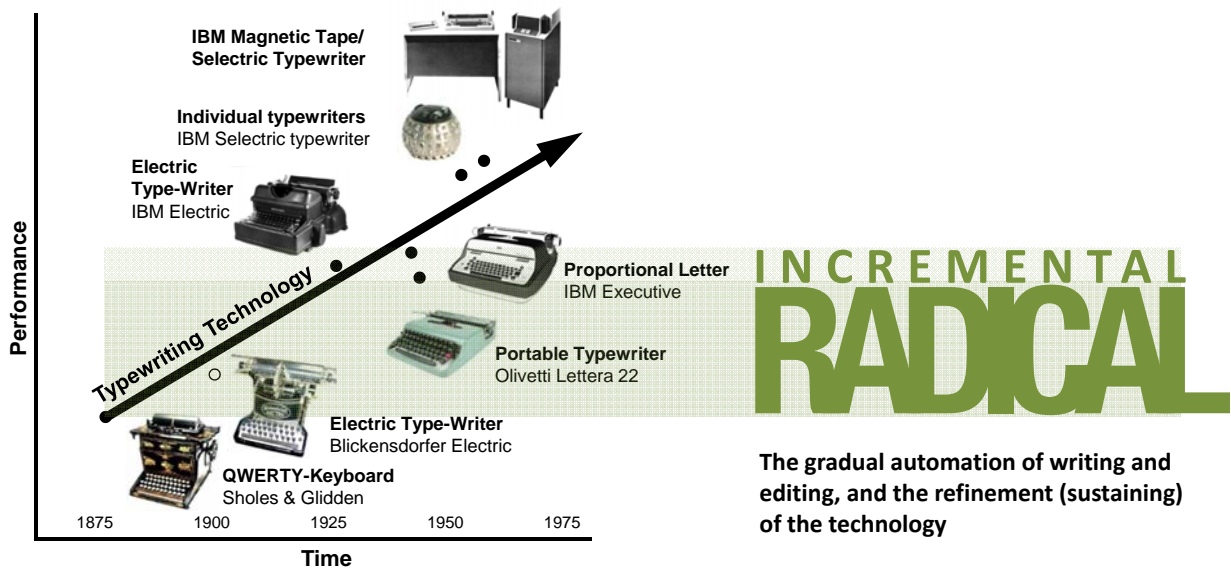 IBM Magnetic Tape/
Selectric Typewriter
Individual typewriters
IBM Selectric typewriter
Electric
Type-Writer
IBM Electric
Performance
Typewriting Technology
Proportional Letter
IBM Executive
Portable Typewriter
Olivetti Lettera 22
Electric Type-Writer
Blickensdorfer Electric
QWERTY-Keyboard
Sholes & Glidden
1875 1900 1925 1950 1975
Time
INCREMENTAL
RADICAL
The gradual automation of writing and
editing, and the refinement (sustaining)
of the technology